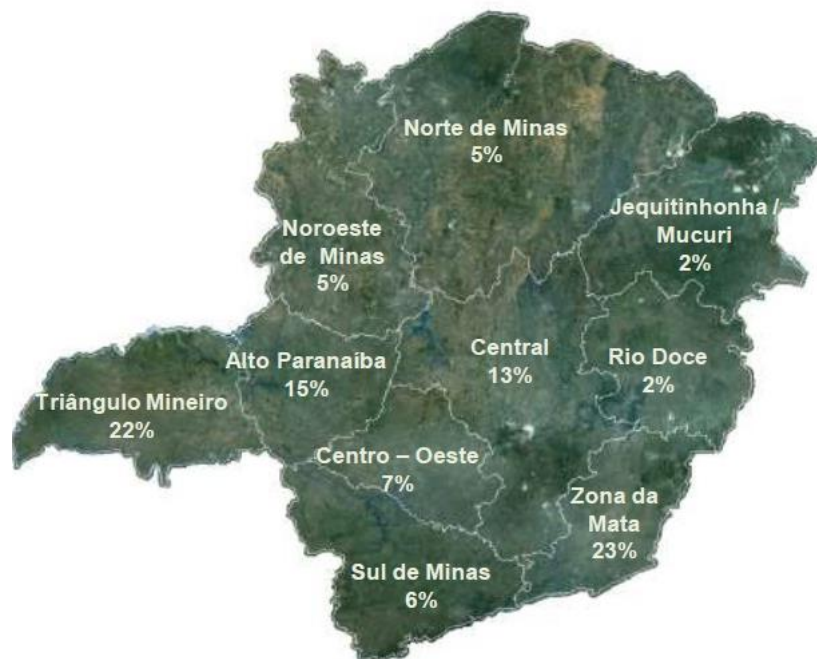 Norte de Minas
5%
Jequitinhonha /
Mucuri
2%
Noroeste
de Minas
5%
Alto Paranaíba
15%
Central
13%
Rio Doce
2%
Triângulo Mineiro
22%
Centro – Oeste
7%
Zona da
Mata
23%
Sul de Minas
6%